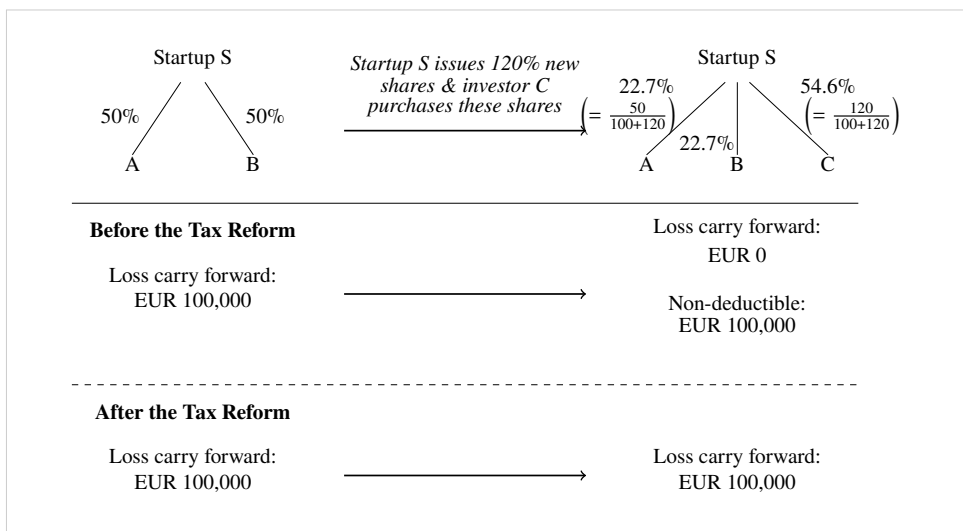 Startup S
50%
50%
A
B
Startup S issues 120% new
shares & investor C
purchases these shares
Startup S
22.7%
(= 50/100+120)
22.7%
54.6%
(= 120/100+120)
A
B
C
Before the Tax Reform
Loss carry forward:
EUR 100,000
Loss carry forward:
EUR 0
Non-deductible:
EUR 100,000
After the Tax Reform
Loss carry forward:
EUR 100,000
Loss carry forward:
EUR 100,000